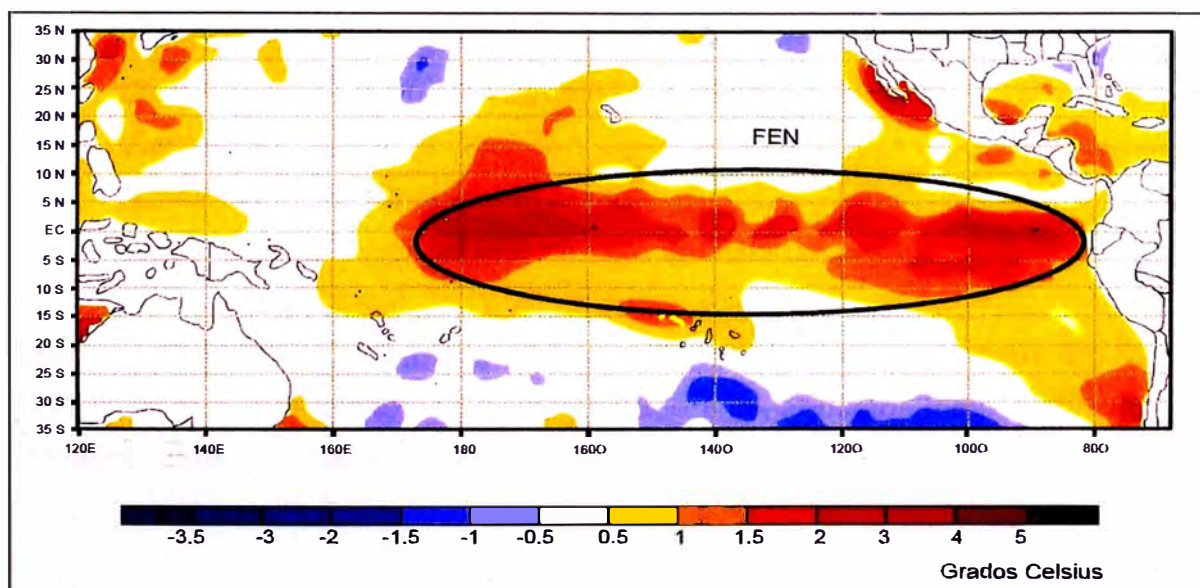 35 N
30 N
25 N
20 N
15 N
10 N
5 N
EC
5 S
10 S
15 S
20 S
25 S
30 S
35 S
FEN
120E 140E 160E 180 160O 140O 120O 100O 80O
-3.5 -3 -2 -1.5 -1 -0.5 0.5 1 1.5 2 3 4 5
Grados Celsius